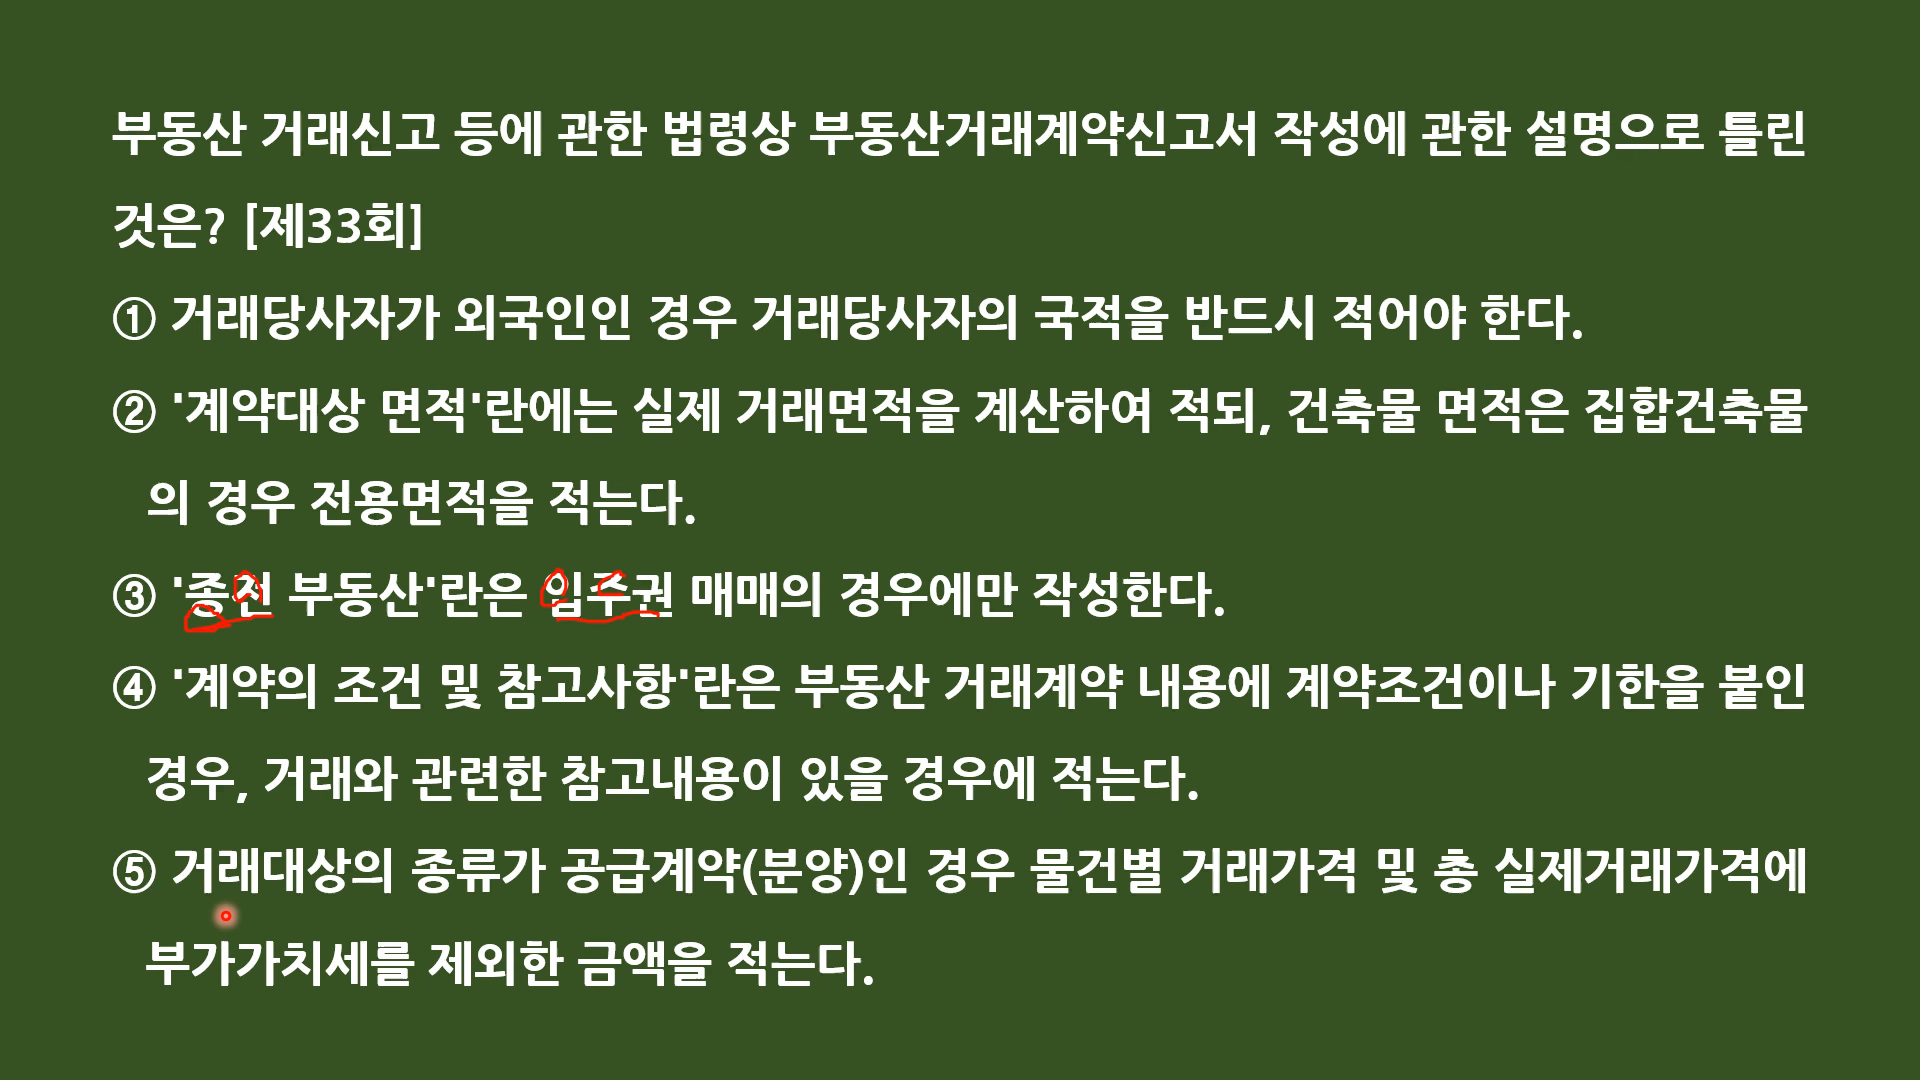 부동산 거래신고 등에 관한 법령상 부동산거래계약신고서 작성에 관한 설명으로 틀린
것은? [제33회]
① 거래당사자가 외국인인 경우 거래당사자의 국적을 반드시 적어야 한다.
② '계약대상 면적'란에는 실제 거래면적을 계산하여 적되, 건축물 면적은 집합건축물
의 경우 전용면적을 적는다.
③ '종전 부동산'란은 입주권 매매의 경우에만 작성한다.
④ '계약의 조건 및 참고사항'란은 부동산 거래계약 내용에 계약조건이나 기한을 붙인
경우, 거래와 관련한 참고내용이 있을 경우에 적는다.
⑤ 거래대상의 종류가 공급계약(분양)인 경우 물건별 거래가격 및 총 실제거래가격에
부가가치세를 제외한 금액을 적는다.